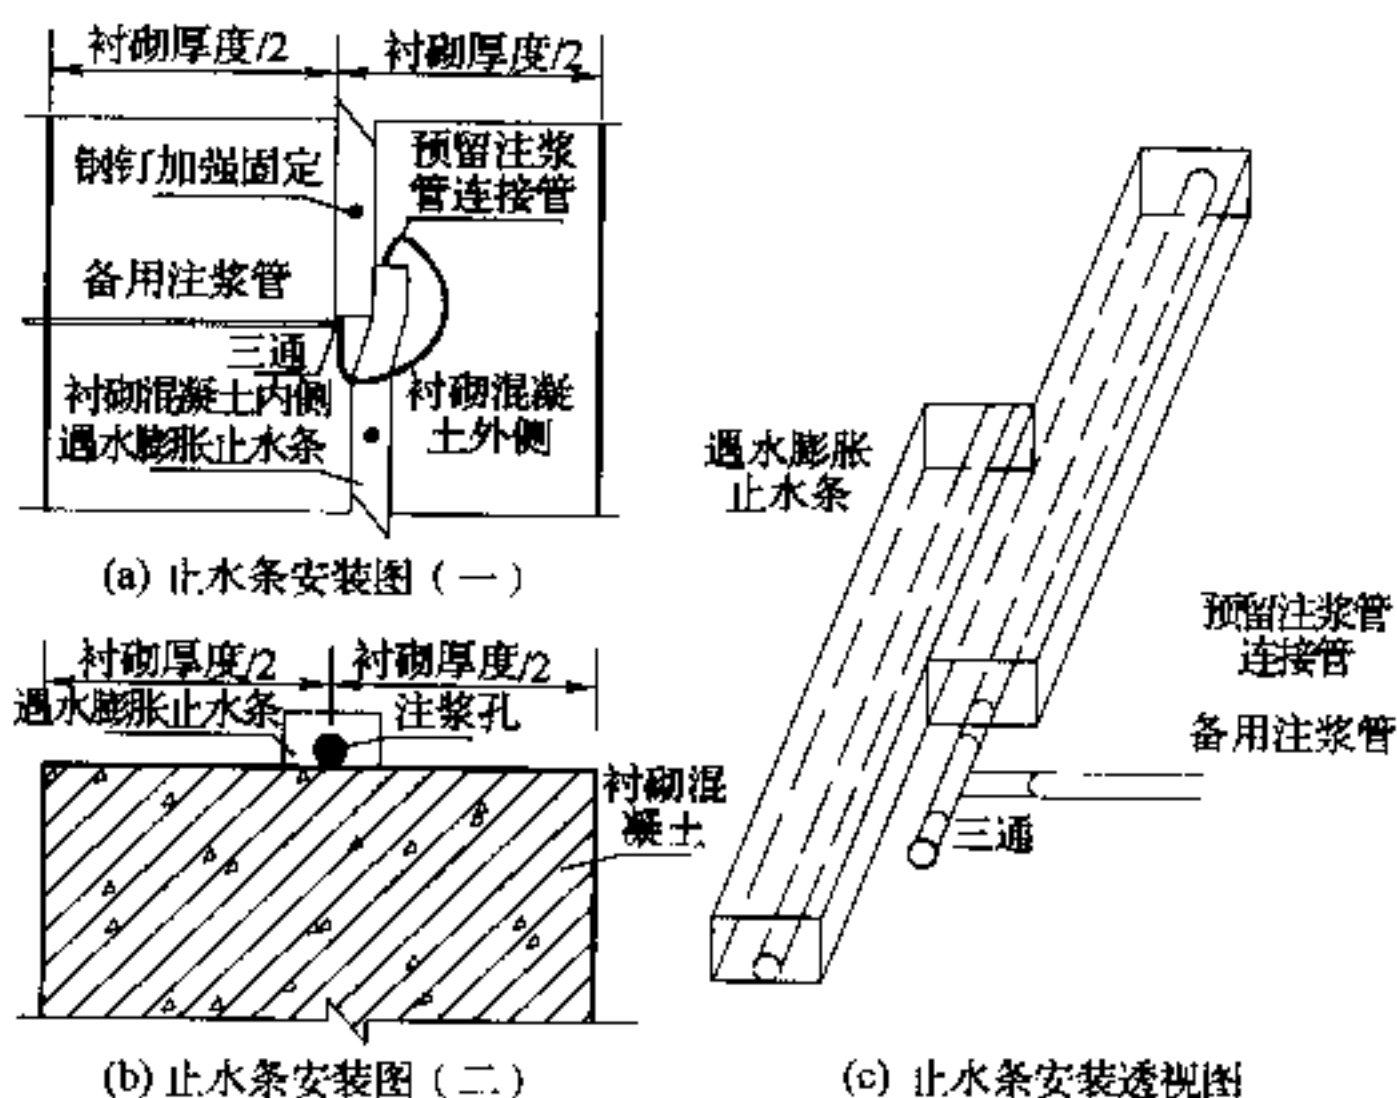 衬砌厚度/2
衬砌厚度/2
钢钉加强固定
预留注浆
管连接管
备用注浆管
三通
衬砌混凝土内侧
遇水膨胀止水条
衬砌混凝
土外侧
(a) 止水条安装图 (一)
衬砌厚度/2
衬砌厚度/2
遇水膨胀止水条
注浆孔
衬砌混
凝土
(b) 止水条安装图 (二)
遇水膨胀
止水条
预留注浆管
连接管
备用注浆管
三通
(c) 止水条安装透视图